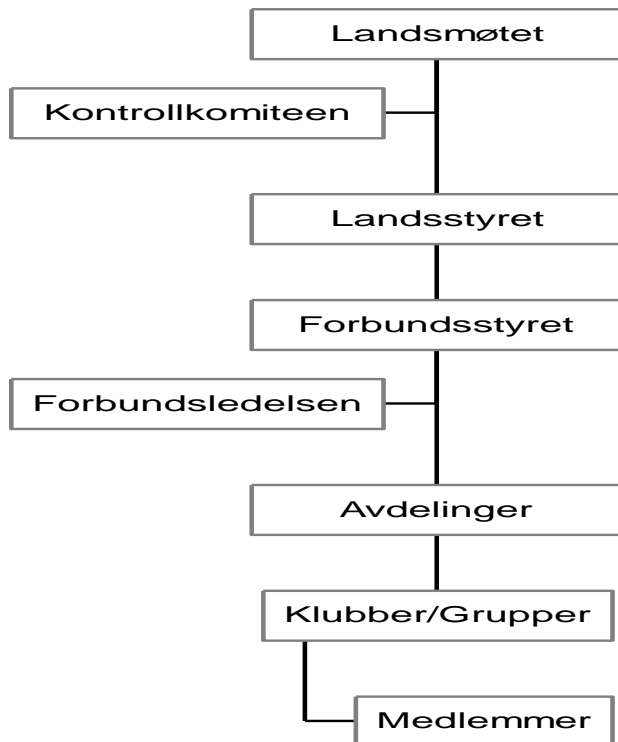 Landsmøtet
Kontrollkomiteen
Landsstyret
Forbundsstyret
Forbundsledelsen
Avdelinger
Klubber/Grupper
Medlemmer